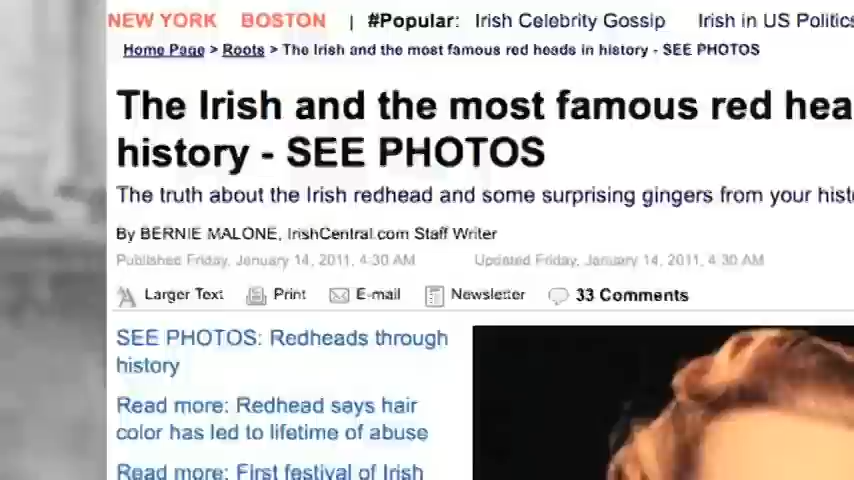 NEW YORK BOSTON | #Popular: Irish Celebrity Gossip Irish in US Politics
Home Page > Roots > The Irish and the most famous red heads in history - SEE PHOTOS
The Irish and the most famous red hea
history - SEE PHOTOS
The truth about the Irish redhead and some surprising gingers from your hist
By BERNIE MALONE, IrishCentral.com Staff Writer
Published Friday, January 14, 2011, 4:30 AM Updated Friday, January 14, 2011, 4:30 AM
Larger Text Print E-mail Newsletter 33 Comments
SEE PHOTOS: Redheads through
history
Read more: Redhead says hair
color has led to lifetime of abuse
Read more: First festival of Irish